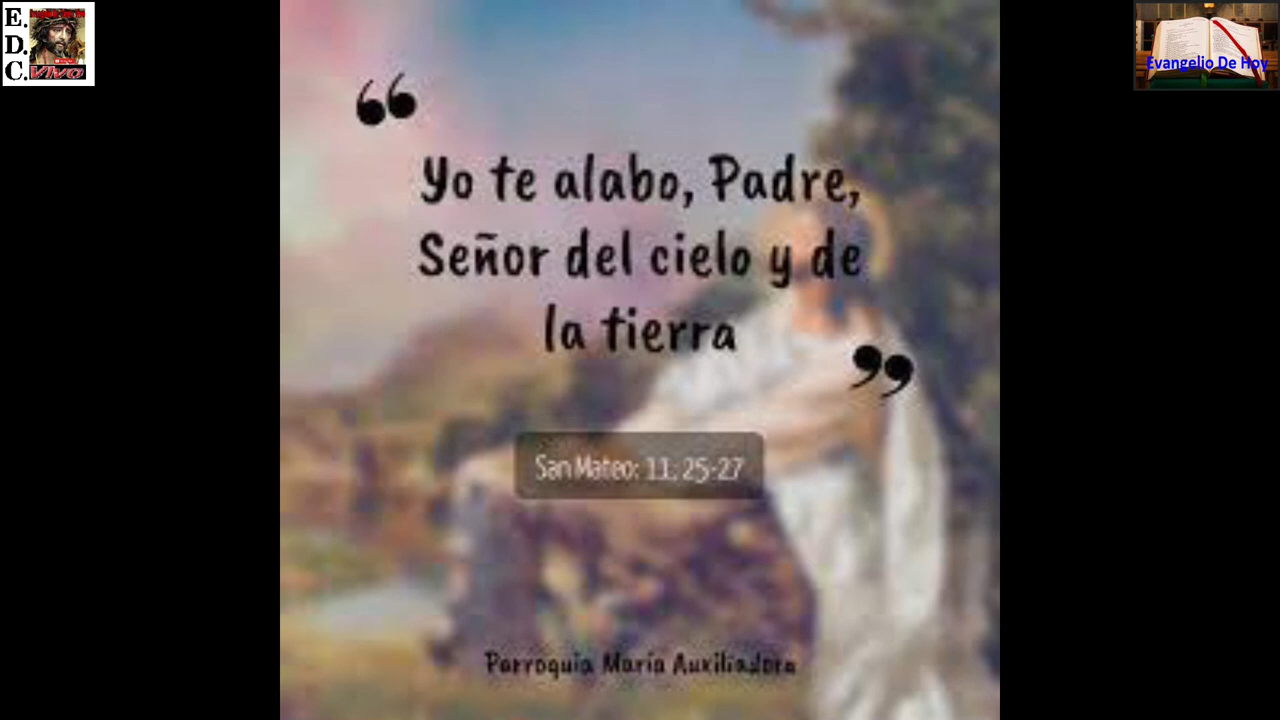 E.
D.
C.
VIVO
Evangelio De Hoy
“
Yo te alabo, Padre,
Señor del cielo y de
la tierra
”
San Mateo: 11, 25-27
Parroquia María Auxiliadora